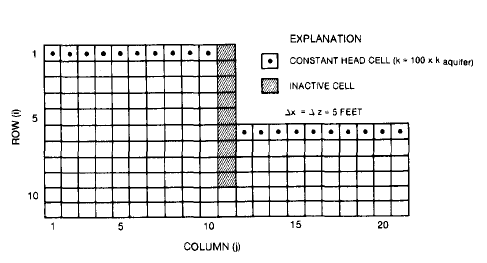 EXPLANATION
CONSTANT HEAD CELL (k = 100 x k aquifer)
INACTIVE CELL
Δx = Δz = 5 FEET
ROW (i)
1
5
10
1 5 10 15 20
COLUMN (j)